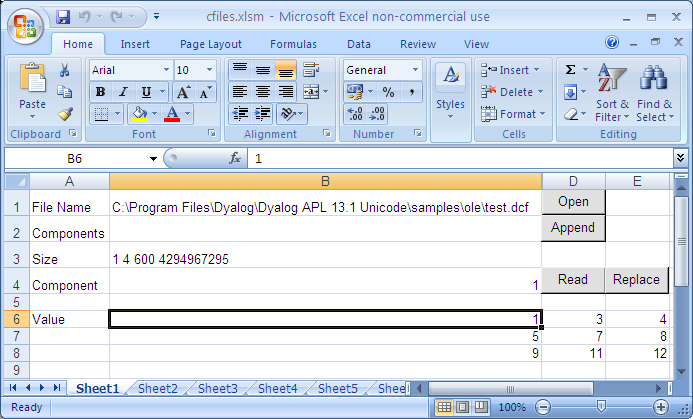 cfiles.xlsm - Microsoft Excel non-commercial use
Home Insert Page Layout Formulas Data Review View
Paste
Clipboard
Arial 10
B I U A A
Font
Alignment
General
$ % ,
.0 .00 .00 .0
Number
A
Styles
Insert
Delete
Format
Cells
Σ
Sort & Filter
Find & Select
Editing
B6 fx 1
A B D E
1 File Name C:\Program Files\Dyalog\Dyalog APL 13.1 Unicode\samples\ole\test.dcf Open
2 Components Append
3 Size 1 4 600 4294967295
4 Component 1 Read Replace
5
6 Value 1 3 4
7 5 7 8
8 9 11 12
9
Sheet1 Sheet2 Sheet3 Sheet4 Sheet5
Ready 100%